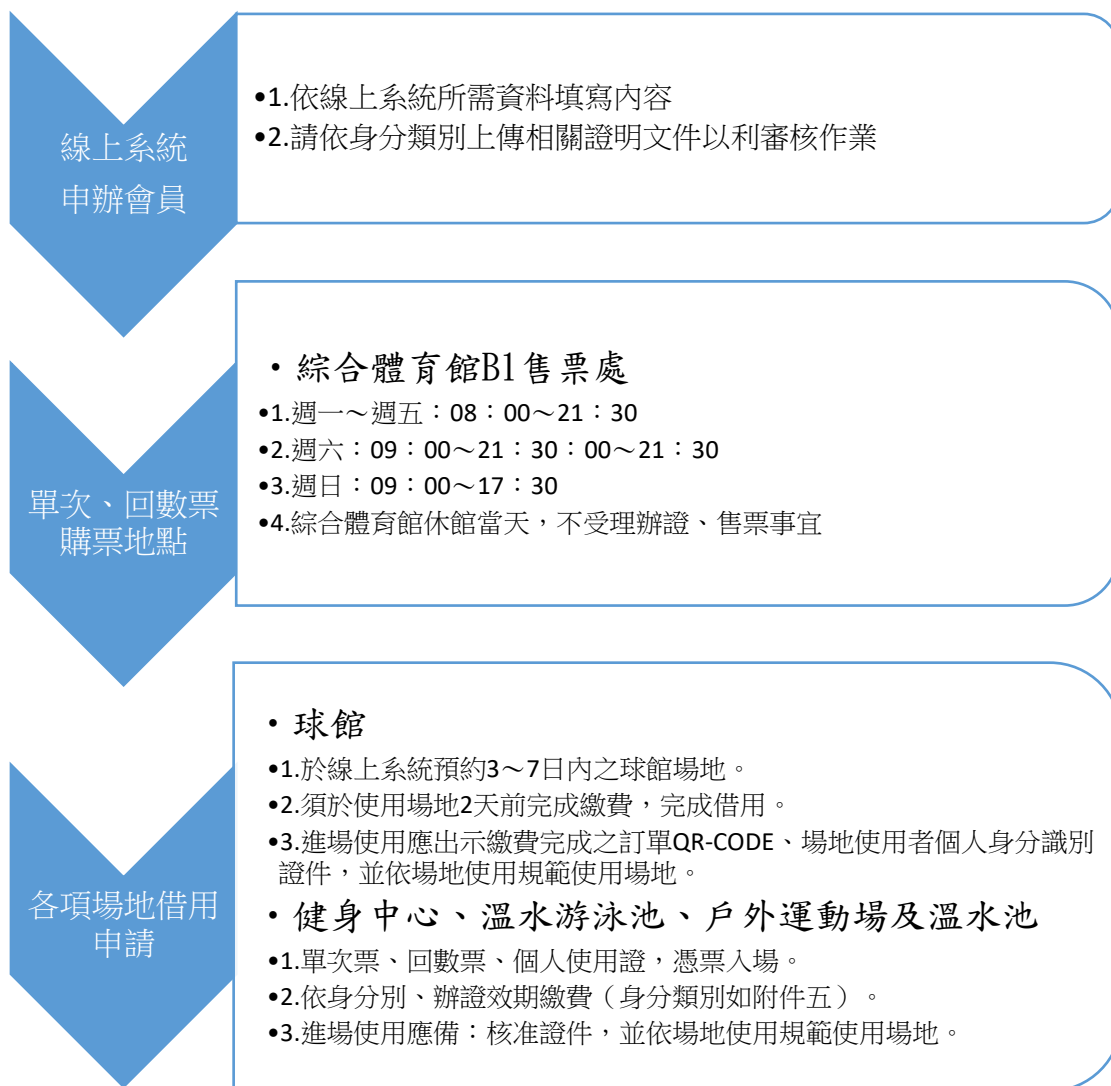 線上系統
申辦會員
•1.依線上系統所需資料填寫內容
•2.請依身分類別上傳相關證明文件以利審核作業
單次、回數票
購票地點
•綜合體育館B1售票處
•1.週一～週五：08：00～21：30
•2.週六：09：00～21：30：00～21：30
•3.週日：09：00～17：30
•4.綜合體育館休館當天，不受理辦證、售票事宜
各項場地借用
申請
•球館
•1.於線上系統預約3～7日內之球館場地。
•2.須於使用場地2天前完成繳費，完成借用。
•3.進場使用應出示繳費完成之訂單QR-CODE、場地使用者個人身分識別
證件，並依場地使用規範使用場地。
•健身中心、溫水游泳池、戶外運動場及溫水池
•1.單次票、回數票、個人使用證，憑票入場。
•2.依身分別、辦證效期繳費（身分類別如附件五）。
•3.進場使用應備：核准證件，並依場地使用規範使用場地。